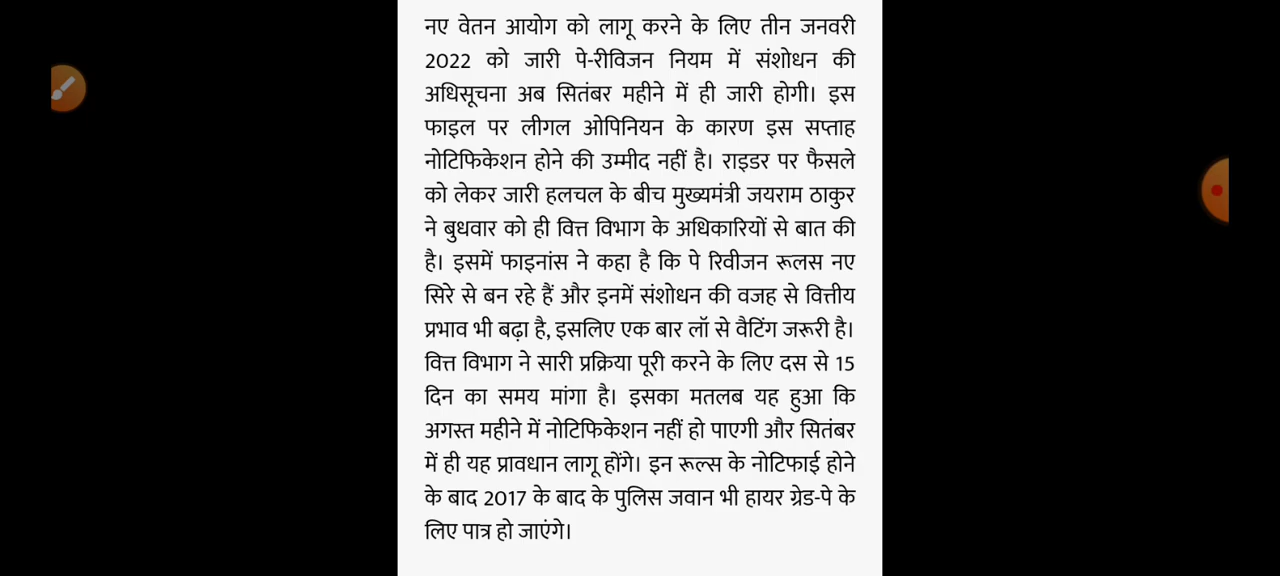 नए वेतन आयोग को लागू करने के लिए तीन जनवरी
2022 को जारी पे-रीविजन नियम में संशोधन की
अधिसूचना अब सितंबर महीने में ही जारी होगी। इस
फाइल पर लीगल ओपिनियन के कारण इस सप्ताह
नोटिफिकेशन होने की उम्मीद नहीं है। राइडर पर फैसले
को लेकर जारी हलचल के बीच मुख्यमंत्री जयराम ठाकुर
ने बुधवार को ही वित्त विभाग के अधिकारियों से बात की
है। इसमें फाइनांस ने कहा है कि पे रिवीजन रूलस नए
सिरे से बन रहे हैं और इनमें संशोधन की वजह से वित्तीय
प्रभाव भी बढ़ा है, इसलिए एक बार लॉ से वैटिंग जरूरी है।
वित्त विभाग ने सारी प्रक्रिया पूरी करने के लिए दस से 15
दिन का समय मांगा है। इसका मतलब यह हुआ कि
अगस्त महीने में नोटिफिकेशन नहीं हो पाएगी और सितंबर
में ही यह प्रावधान लागू होंगे। इन रूल्स के नोटिफाई होने
के बाद 2017 के बाद के पुलिस जवान भी हायर ग्रेड-पे के
लिए पात्र हो जाएंगे।